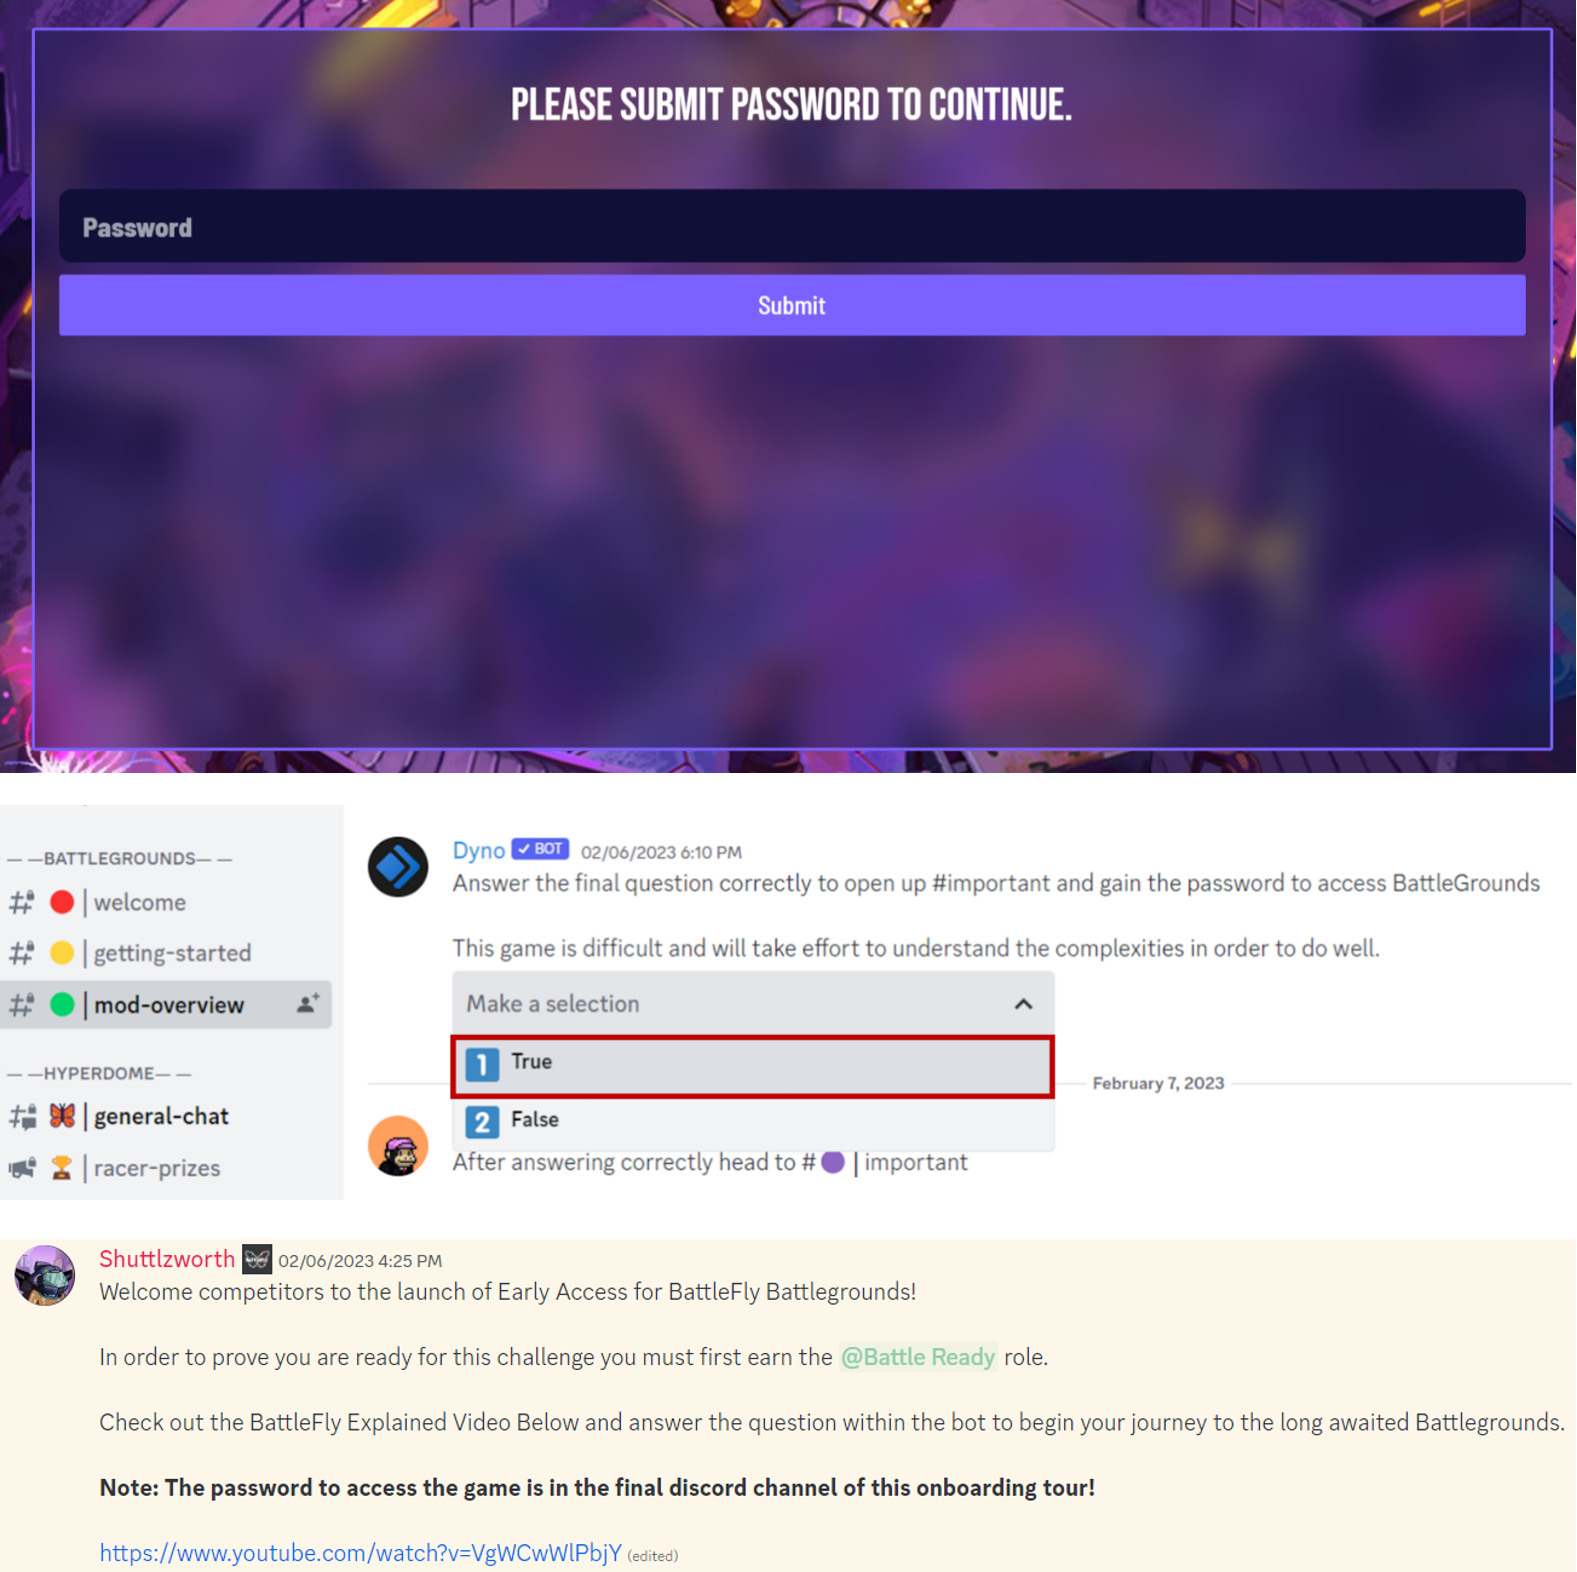 PLEASE SUBMIT PASSWORD TO CONTINUE.
Password
Submit
— —BATTLEGROUNDS— —
# 🔴 | welcome
# 🟡 | getting-started
# 🟢 | mod-overview
— —HYPERDOME— —
# 🦋 | general-chat
🏆 | racer-prizes
Dyno ✓ BOT 02/06/2023 6:10 PM
Answer the final question correctly to open up #important and gain the password to access BattleGrounds
This game is difficult and will take effort to understand the complexities in order to do well.
Make a selection
1 True
February 7, 2023
2 False
After answering correctly head to # 🟣 | important
Shuttlzworth 02/06/2023 4:25 PM
Welcome competitors to the launch of Early Access for BattleFly Battlegrounds!
In order to prove you are ready for this challenge you must first earn the @Battle Ready role.
Check out the BattleFly Explained Video Below and answer the question within the bot to begin your journey to the long awaited Battlegrounds.
Note: The password to access the game is in the final discord channel of this onboarding tour!
https://www.youtube.com/watch?v=VgWCwWlPbjY (edited)